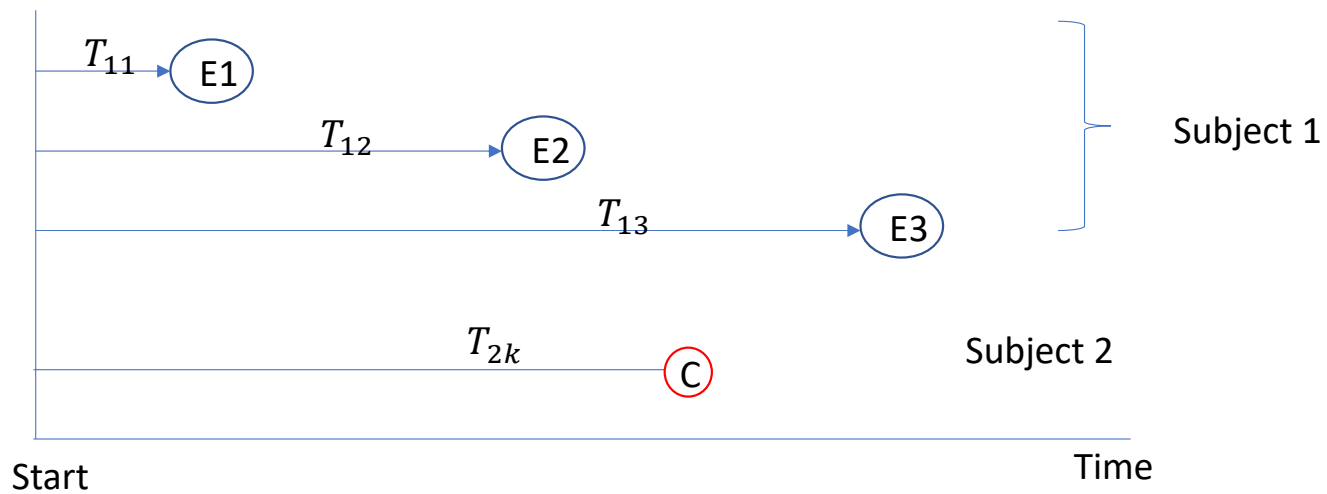 T₁₁
E1
T₁₂
E2
Subject 1
T₁₃
E3
T₂ₖ
C
Subject 2
Start
Time